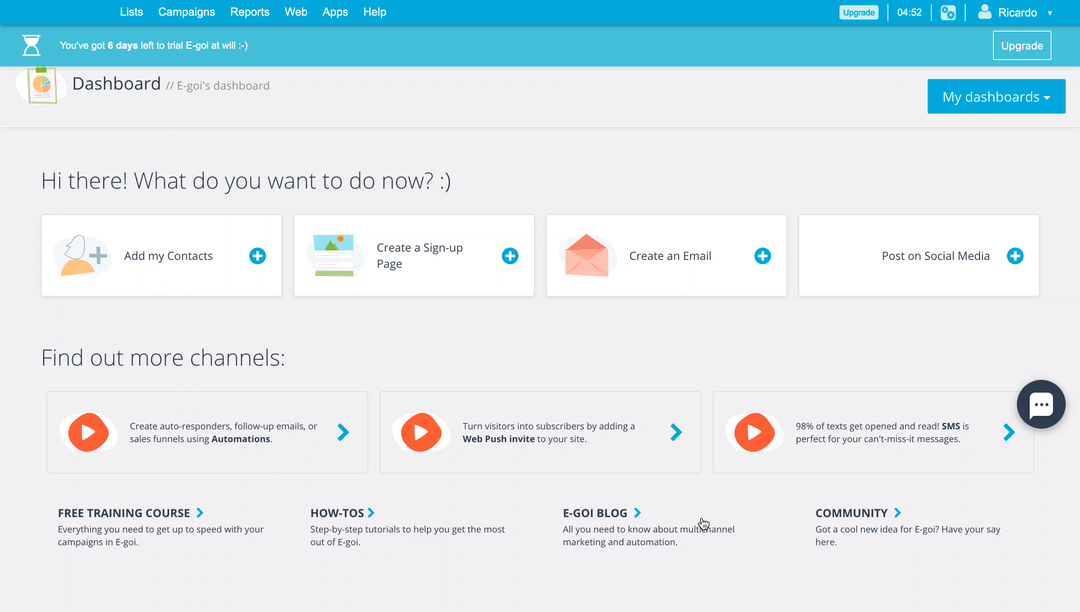 Lists Campaigns Reports Web Apps Help Upgrade 04:52 Ricardo
You've got 6 days left to trial E-goi at will :-) Upgrade
Dashboard // E-goi's dashboard
My dashboards
Hi there! What do you want to do now? :)
Add my Contacts
Create a Sign-up
Page
Create an Email
Post on Social Media
Find out more channels:
Create auto-responders, follow-up emails, or
sales funnels using Automations.
Turn visitors into subscribers by adding a
Web Push invite to your site.
98% of texts get opened and read! SMS is
perfect for your can't-miss-it messages.
FREE TRAINING COURSE
Everything you need to get up to speed with your
campaigns in E-goi.
HOW-TOS
Step-by-step tutorials to help you get the most
out of E-goi.
E-GOI BLOG
All you need to know about multichannel
marketing and automation.
COMMUNITY
Got a cool new idea for E-goi? Have your say
here.